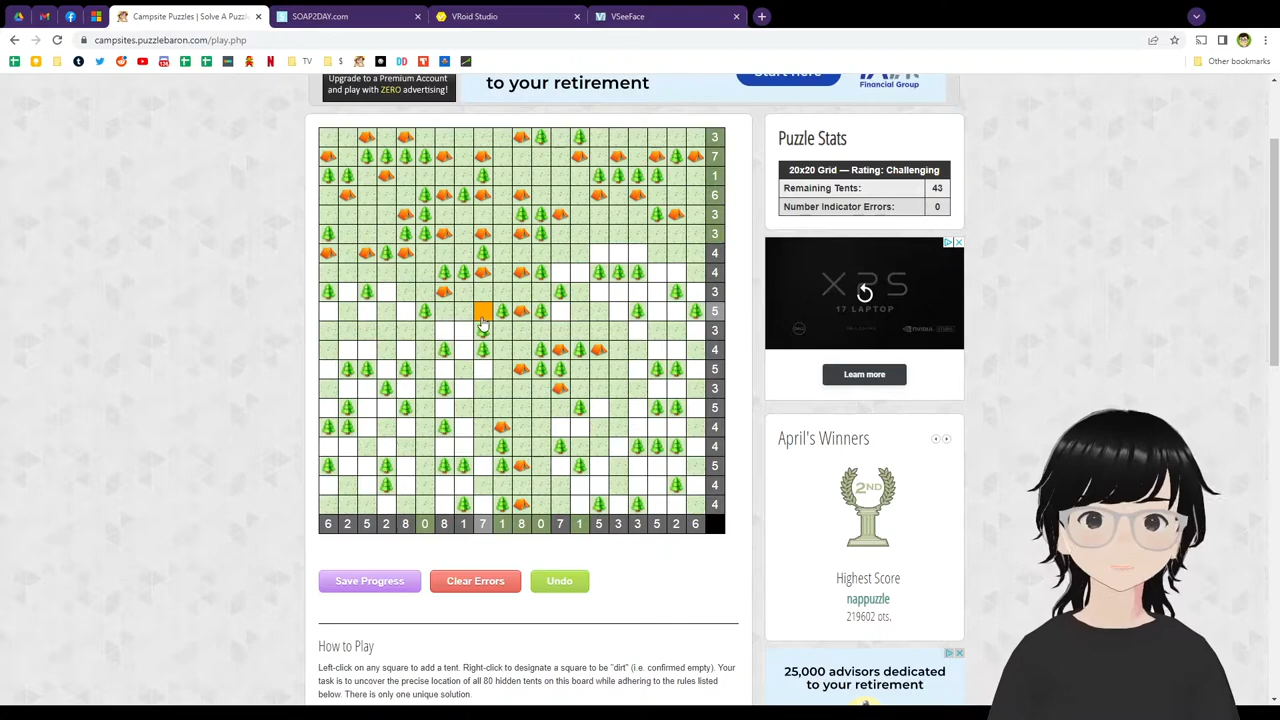 Campsite Puzzles | Solve A Puzzl
SOAP2DAY.com
VRoid Studio
VSeeFace
campsites.puzzlebaron.com/play.php
TV
$
Other bookmarks
Upgrade to a Premium Account
and play with ZERO advertising!
to your retirement
Start here
Financial Group
3
7
1
6
3
3
4
4
3
5
3
4
5
3
5
4
4
5
4
4
6 2 5 2 8 0 8 1 7 1 8 0 7 1 5 3 3 5 2 6
Save Progress
Clear Errors
Undo
How to Play
Left-click on any square to add a tent. Right-click to designate a square to be "dirt" (i.e. confirmed empty). Your
task is to uncover the precise location of all 80 hidden tents on this board while adhering to the rules listed
below. There is only one unique solution.
Puzzle Stats
20x20 Grid — Rating: Challenging
Remaining Tents: 43
Number Indicator Errors: 0
XPS
17 LAPTOP
Learn more
April's Winners
2ND
Highest Score
nappuzzle
219602 pts.
25,000 advisors dedicated
to your retirement